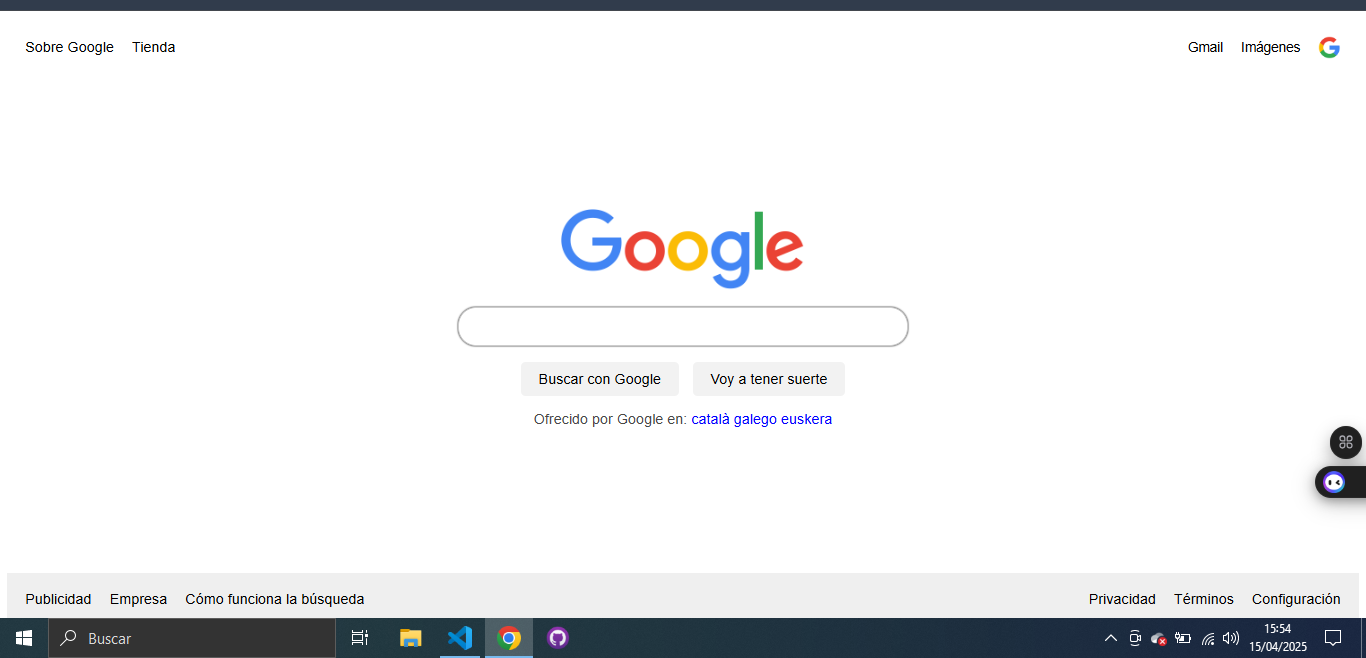 Sobre Google Tienda Gmail Imágenes
Google
Buscar con Google Voy a tener suerte
Ofrecido por Google en: català galego euskera
Publicidad Empresa Cómo funciona la búsqueda Privacidad Términos Configuración
Buscar
15:54
15/04/2025